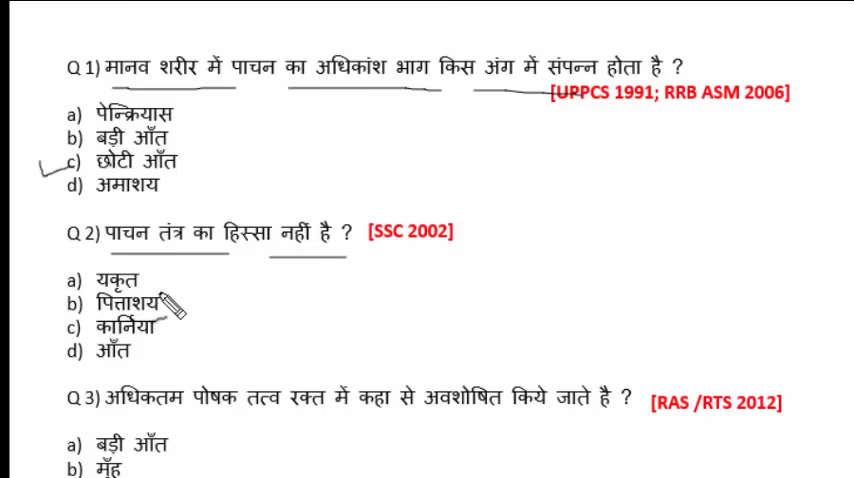 Q 1) मानव शरीर में पाचन का अधिकांश भाग किस अंग में संपन्न होता है ?
[UPPCS 1991; RRB ASM 2006]
a) पेन्क्रियास
b) बड़ी आँत
c) छोटी आँत
d) अमाशय
Q 2) पाचन तंत्र का हिस्सा नहीं है ? [SSC 2002]
a) यकृत
b) पित्ताशय
c) कार्निया
d) आँत
Q 3) अधिकतम पोषक तत्व रक्त में कहा से अवशोषित किये जाते है ? [RAS /RTS 2012]
a) बड़ी आँत
b) मुँह